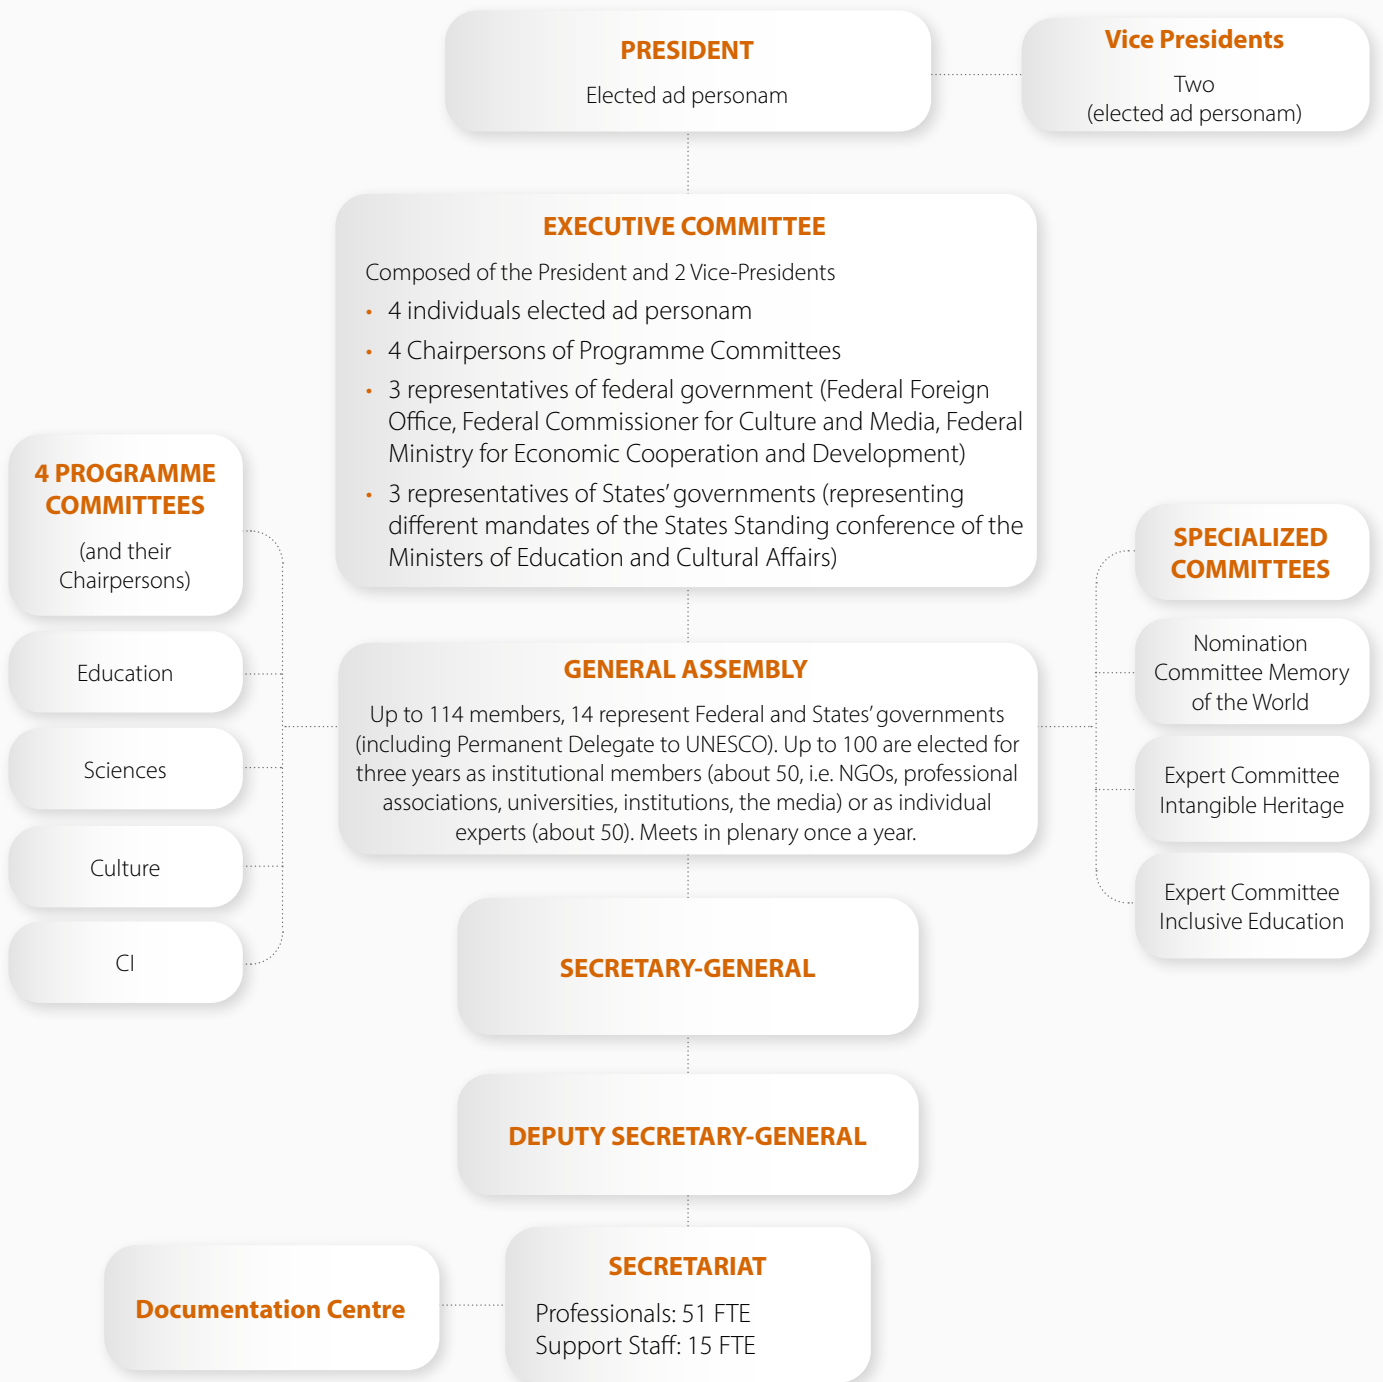 PRESIDENT
Elected ad personam
Vice Presidents
Two
(elected ad personam)
EXECUTIVE COMMITTEE
Composed of the President and 2 Vice-Presidents
• 4 individuals elected ad personam
• 4 Chairpersons of Programme Committees
• 3 representatives of federal government (Federal Foreign
Office, Federal Commissioner for Culture and Media, Federal
Ministry for Economic Cooperation and Development)
• 3 representatives of States’ governments (representing
different mandates of the States Standing conference of the
Ministers of Education and Cultural Affairs)
4 PROGRAMME
COMMITTEES
(and their
Chairpersons)
Education
Sciences
Culture
CI
GENERAL ASSEMBLY
Up to 114 members, 14 represent Federal and States’ governments
(including Permanent Delegate to UNESCO). Up to 100 are elected for
three years as institutional members (about 50, i.e. NGOs, professional
associations, universities, institutions, the media) or as individual
experts (about 50). Meets in plenary once a year.
SPECIALIZED
COMMITTEES
Nomination
Committee Memory
of the World
Expert Committee
Intangible Heritage
Expert Committee
Inclusive Education
SECRETARY-GENERAL
DEPUTY SECRETARY-GENERAL
Documentation Centre
SECRETARIAT
Professionals: 51 FTE
Support Staff: 15 FTE